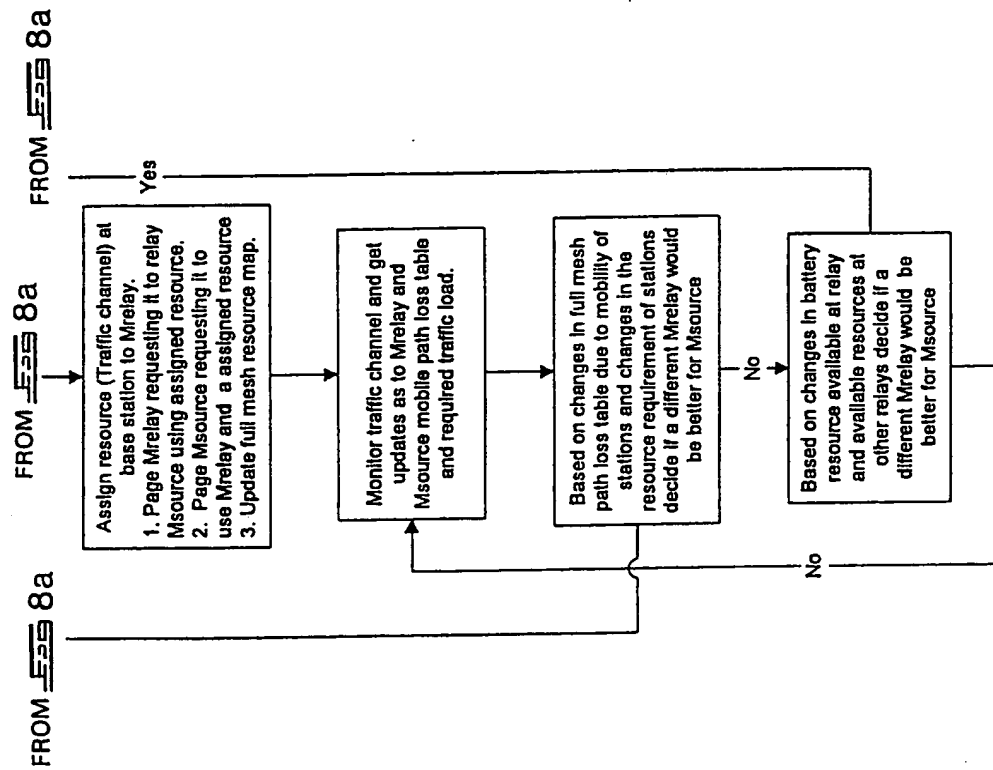 FROM FIG 8a
FROM FIG 8a
FROM FIG 8a
Assign resource (Traffic channel) at
base station to Mrelay.
1. Page Mrelay requesting it to relay
Msource using assigned resource.
2. Page Msource requesting it to
use Mrelay and a assigned resource
3. Update full mesh resource map.
Yes
Monitor traffic channel and get
updates as to Mrelay and
Msource mobile path loss table
and required traffic load.
Based on changes in full mesh
path loss table due to mobility of
stations and changes in the
resource requirement of stations
decide if a different Mrelay would
be better for Msource
No
Based on changes in battery
resource available at relay
and available resources at
other relays decide if a
different Mrelay would be
better for Msource
No